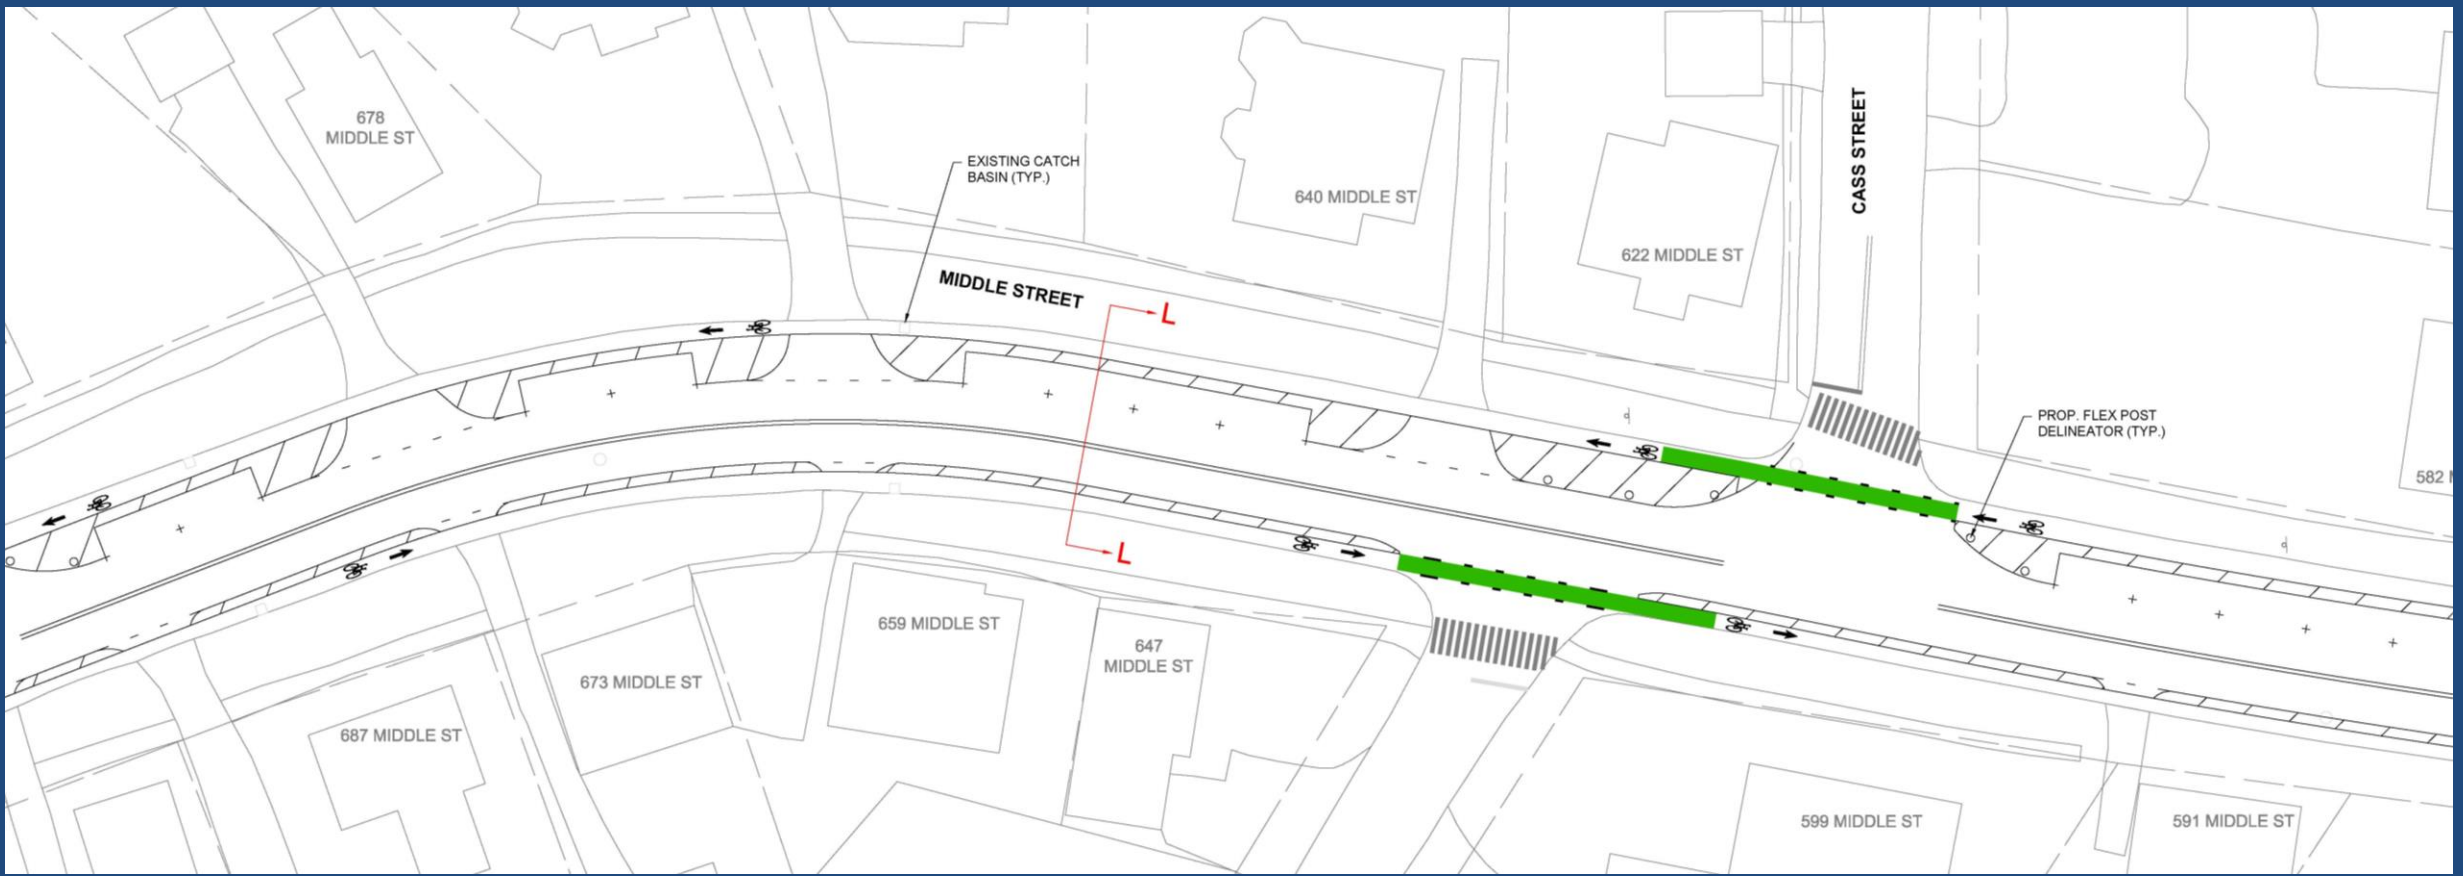 678
MIDDLE ST
EXISTING CATCH
BASIN (TYP.)
MIDDLE STREET
L
L
640 MIDDLE ST
622 MIDDLE ST
CASS STREET
PROP. FLEX POST
DELINEATOR (TYP.)
582
659 MIDDLE ST
647
MIDDLE ST
673 MIDDLE ST
687 MIDDLE ST
599 MIDDLE ST
591 MIDDLE ST